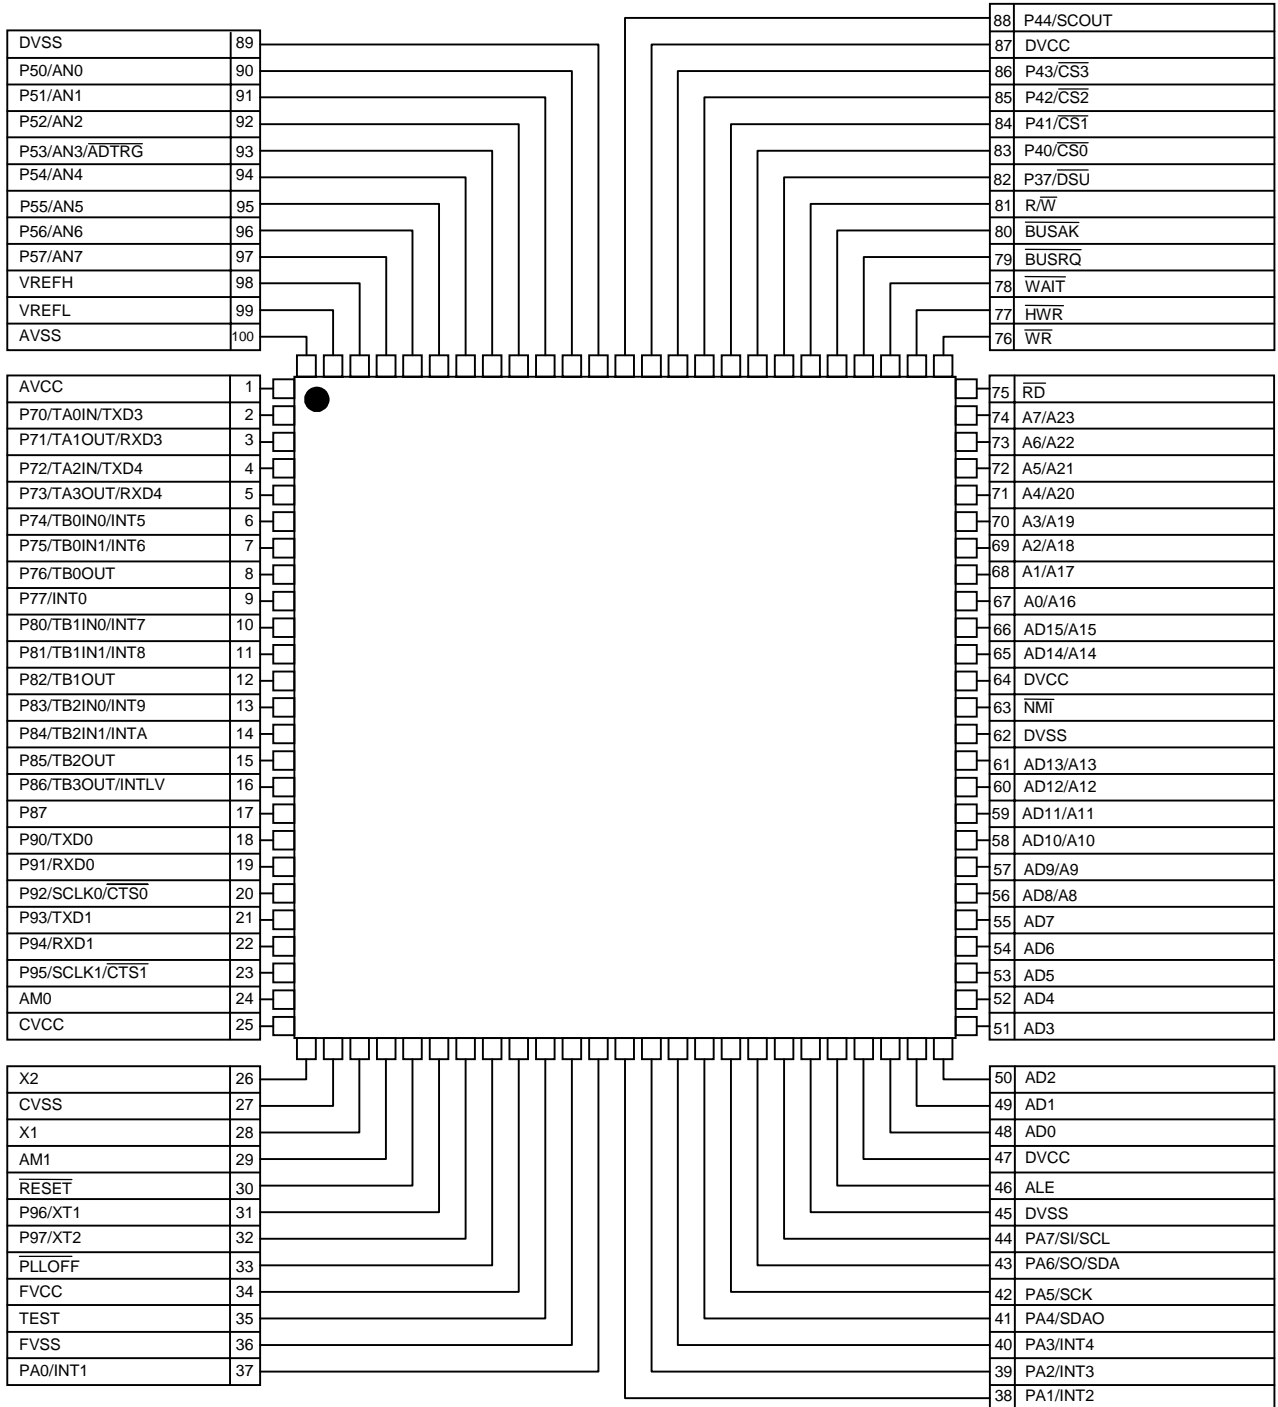 88 P44/SCOUT
87 DVCC
86 P43/CS3
85 P42/CS2
84 P41/CS1
83 P40/CS0
82 P37/DSU
81 R/W
80 BUSAK
79 BUSRQ
78 WAIT
77 HWR
76 WR
DVSS 89
P50/AN0 90
P51/AN1 91
P52/AN2 92
P53/AN3/ADTRG 93
P54/AN4 94
P55/AN5 95
P56/AN6 96
P57/AN7 97
VREFH 98
VREFL 99
AVSS 100
AVCC 1
P70/TA0IN/TXD3 2
P71/TA1OUT/RXD3 3
P72/TA2IN/TXD4 4
P73/TA3OUT/RXD4 5
P74/TB0IN0/INT5 6
P75/TB0IN1/INT6 7
P76/TB0OUT 8
P77/INT0 9
P80/TB1IN0/INT7 10
P81/TB1IN1/INT8 11
P82/TB1OUT 12
P83/TB2IN0/INT9 13
P84/TB2IN1/INTA 14
P85/TB2OUT 15
P86/TB3OUT/INTLV 16
P87 17
P90/TXD0 18
P91/RXD0 19
P92/SCLK0/CTS0 20
P93/TXD1 21
P94/RXD1 22
P95/SCLK1/CTS1 23
AM0 24
CVCC 25
75 RD
74 A7/A23
73 A6/A22
72 A5/A21
71 A4/A20
70 A3/A19
69 A2/A18
68 A1/A17
67 A0/A16
66 AD15/A15
65 AD14/A14
64 DVCC
63 NMI
62 DVSS
61 AD13/A13
60 AD12/A12
59 AD11/A11
58 AD10/A10
57 AD9/A9
56 AD8/A8
55 AD7
54 AD6
53 AD5
52 AD4
51 AD3
X2 26
CVSS 27
X1 28
AM1 29
RESET 30
P96/XT1 31
P97/XT2 32
PLLOFF 33
FVCC 34
TEST 35
FVSS 36
PA0/INT1 37
50 AD2
49 AD1
48 AD0
47 DVCC
46 ALE
45 DVSS
44 PA7/SI/SCL
43 PA6/SO/SDA
42 PA5/SCK
41 PA4/SDAO
40 PA3/INT4
39 PA2/INT3
38 PA1/INT2